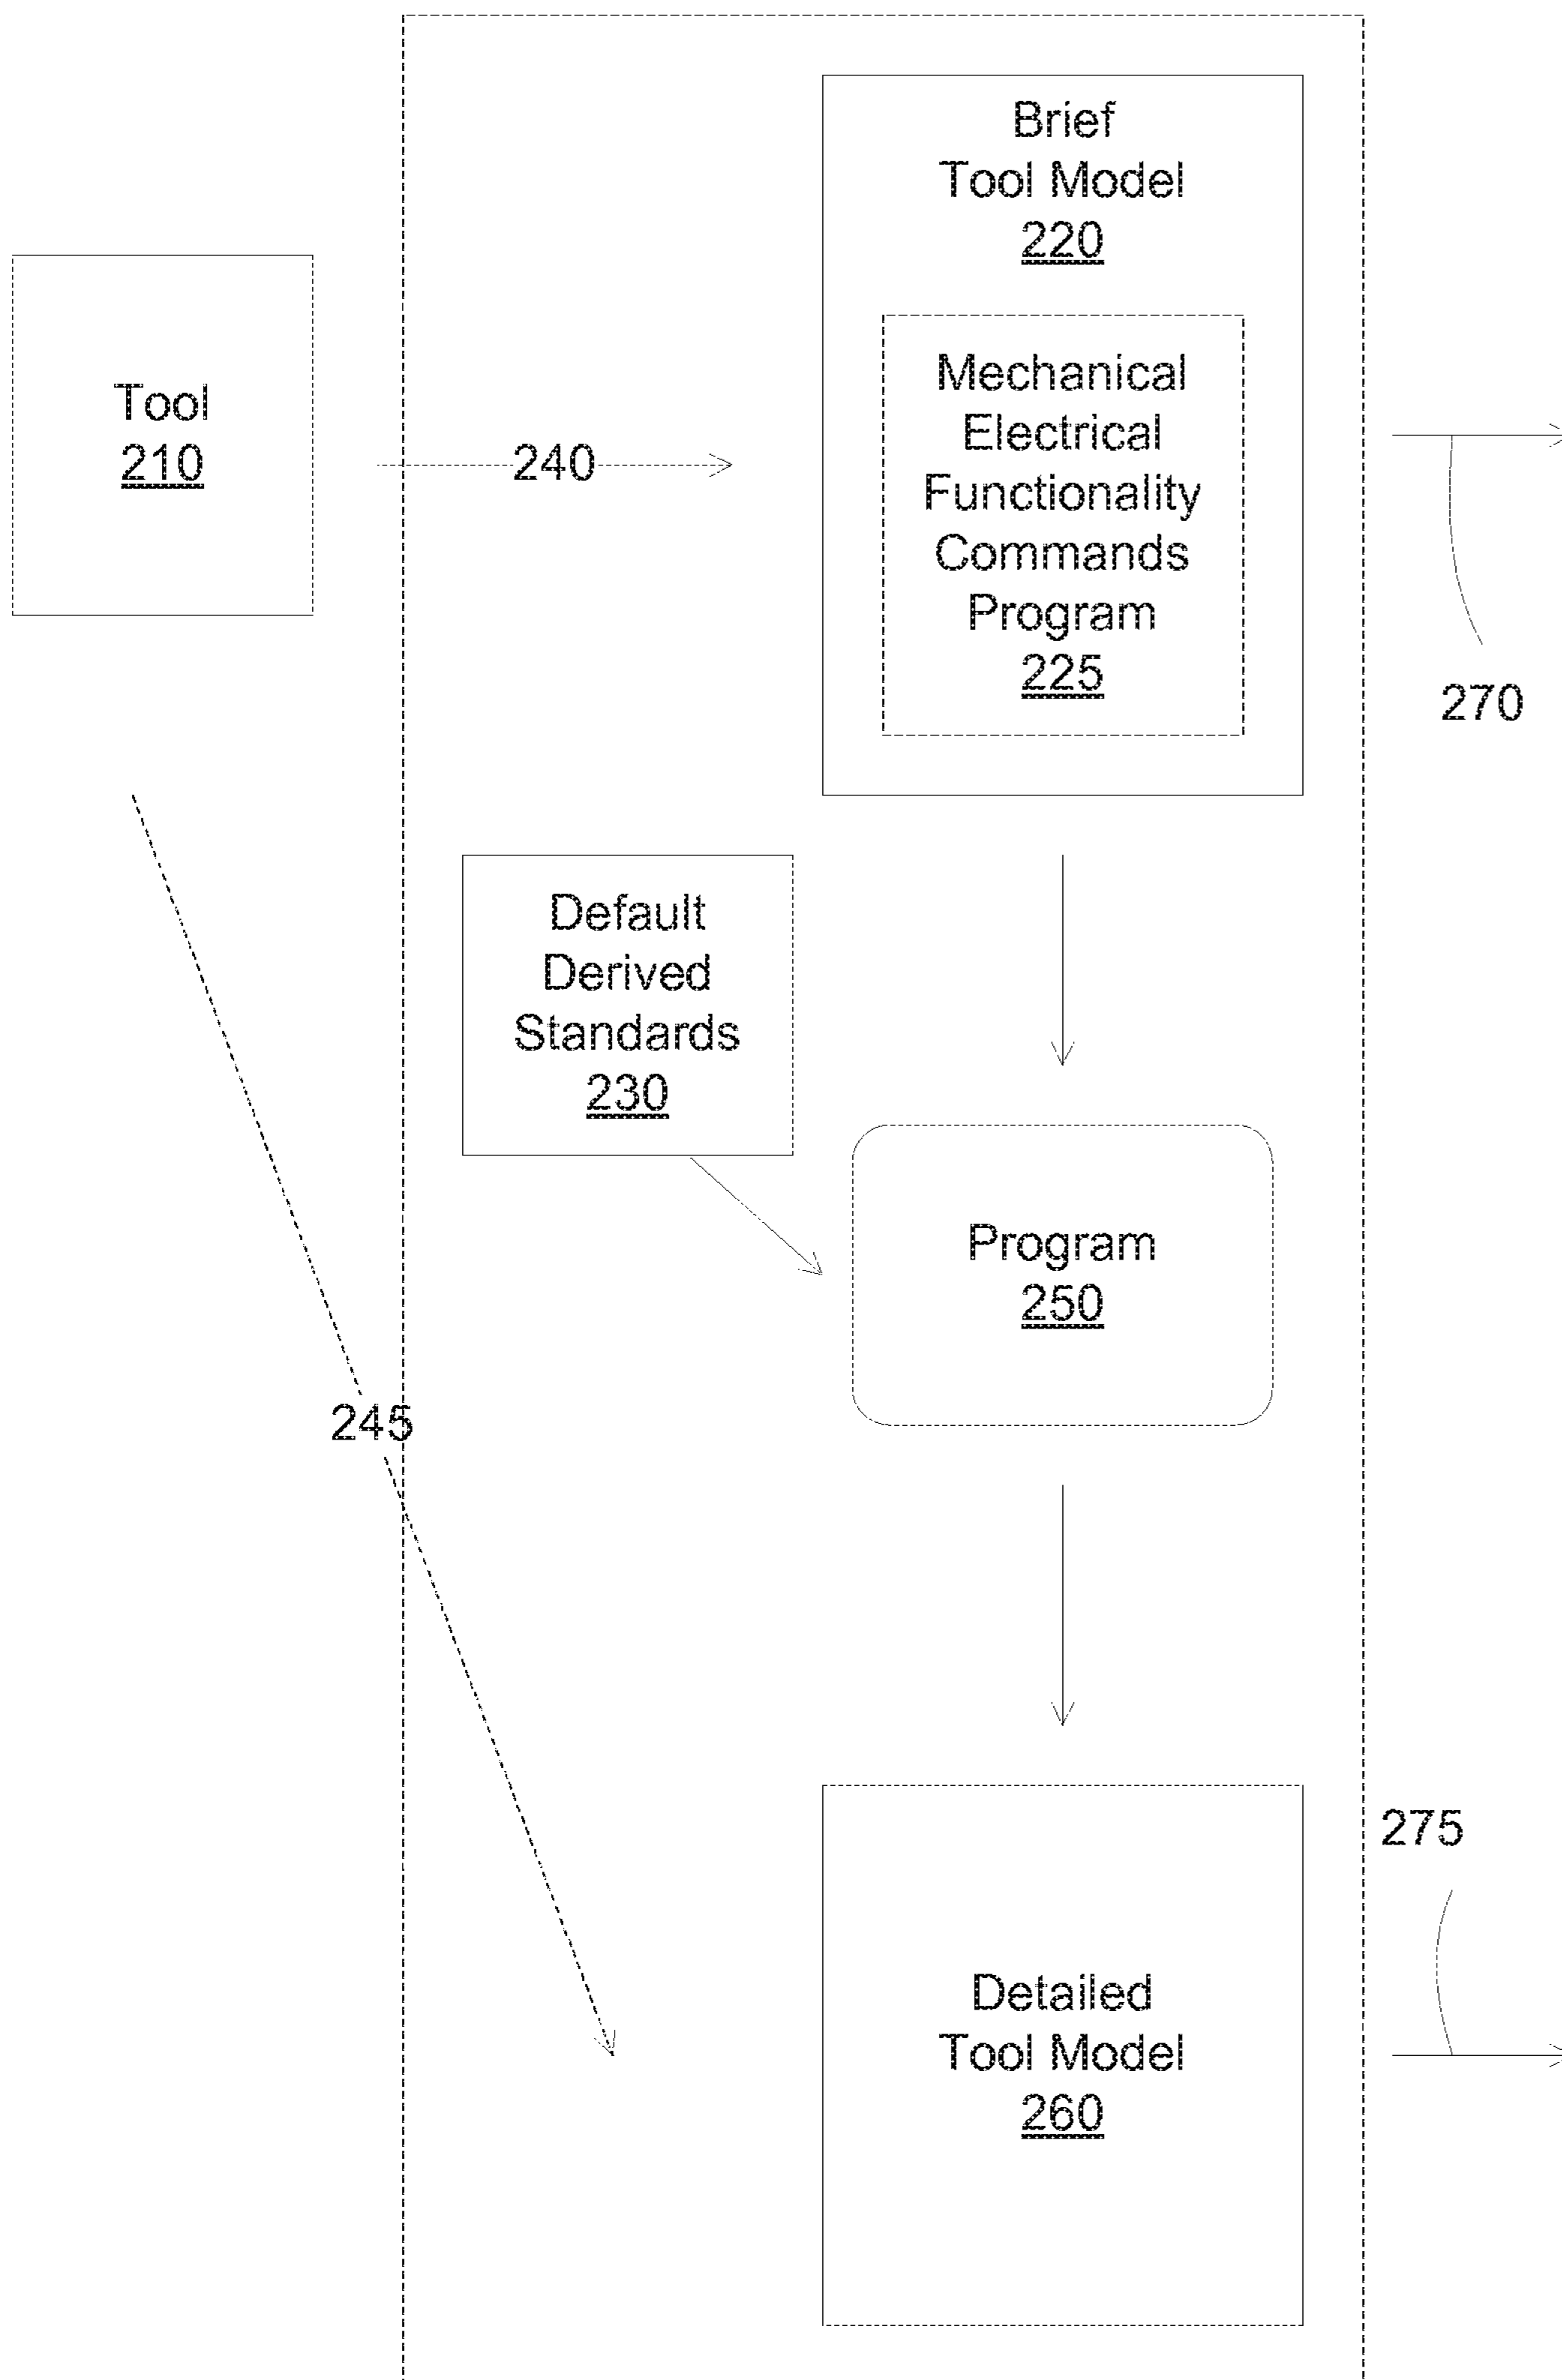 Brief
Tool Model
220
Tool
210
240
Mechanical
Electrical
Functionality
Commands
Program
225
270
Default
Derived
Standards
230
Program
250
245
275
Detailed
Tool Model
260